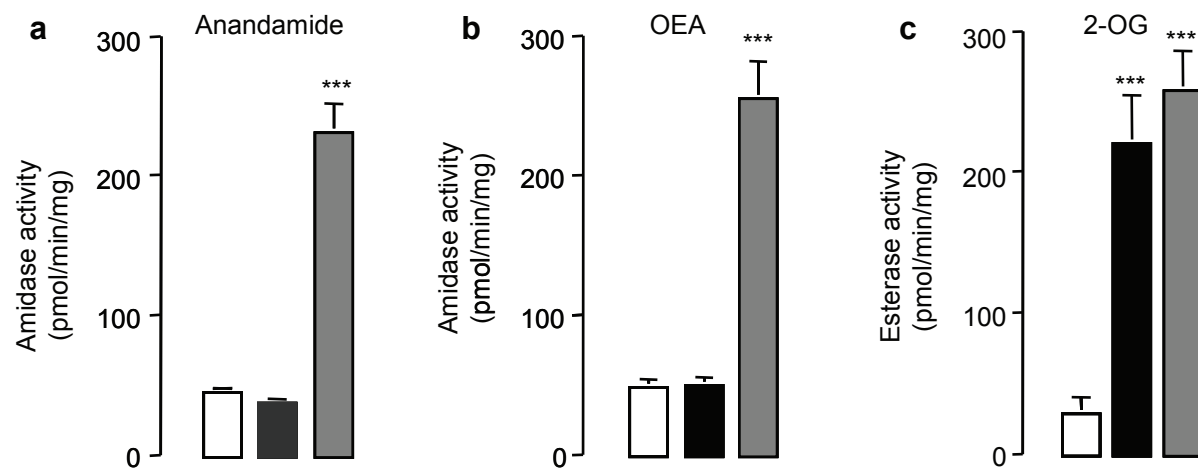 a
Anandamide
300
200
100
0
Amidase activity
(pmol/min/mg)
***
b
OEA
300
200
100
0
Amidase activity
(pmol/min/mg)
***
c
2-OG
300
200
100
0
Esterase activity
(pmol/min/mg)
***
***